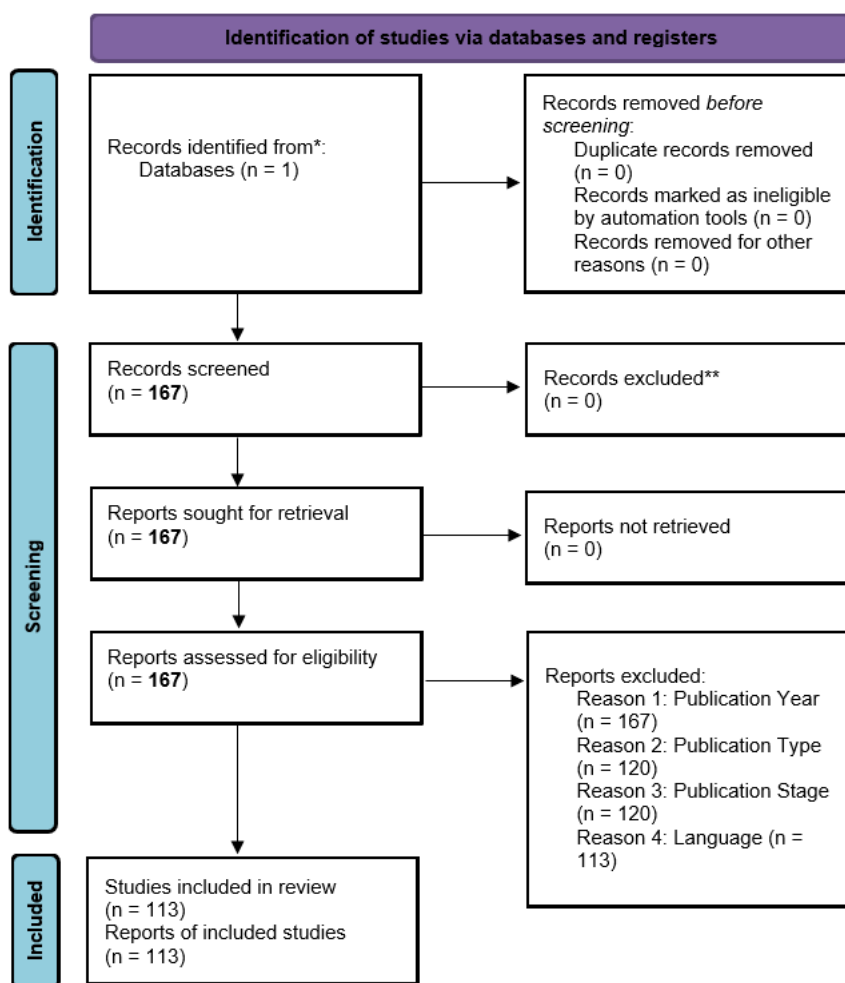 Identification of studies via databases and registers
Identification
Records identified from*:
Databases (n = 1)
Records removed before
screening:
Duplicate records removed
(n = 0)
Records marked as ineligible
by automation tools (n = 0)
Records removed for other
reasons (n = 0)
Screening
Records screened
(n = 167)
Records excluded**
(n = 0)
Reports sought for retrieval
(n = 167)
Reports not retrieved
(n = 0)
Reports assessed for eligibility
(n = 167)
Reports excluded:
Reason 1: Publication Year
(n = 167)
Reason 2: Publication Type
(n = 120)
Reason 3: Publication Stage
(n = 120)
Reason 4: Language (n =
113)
Included
Studies included in review
(n = 113)
Reports of included studies
(n = 113)